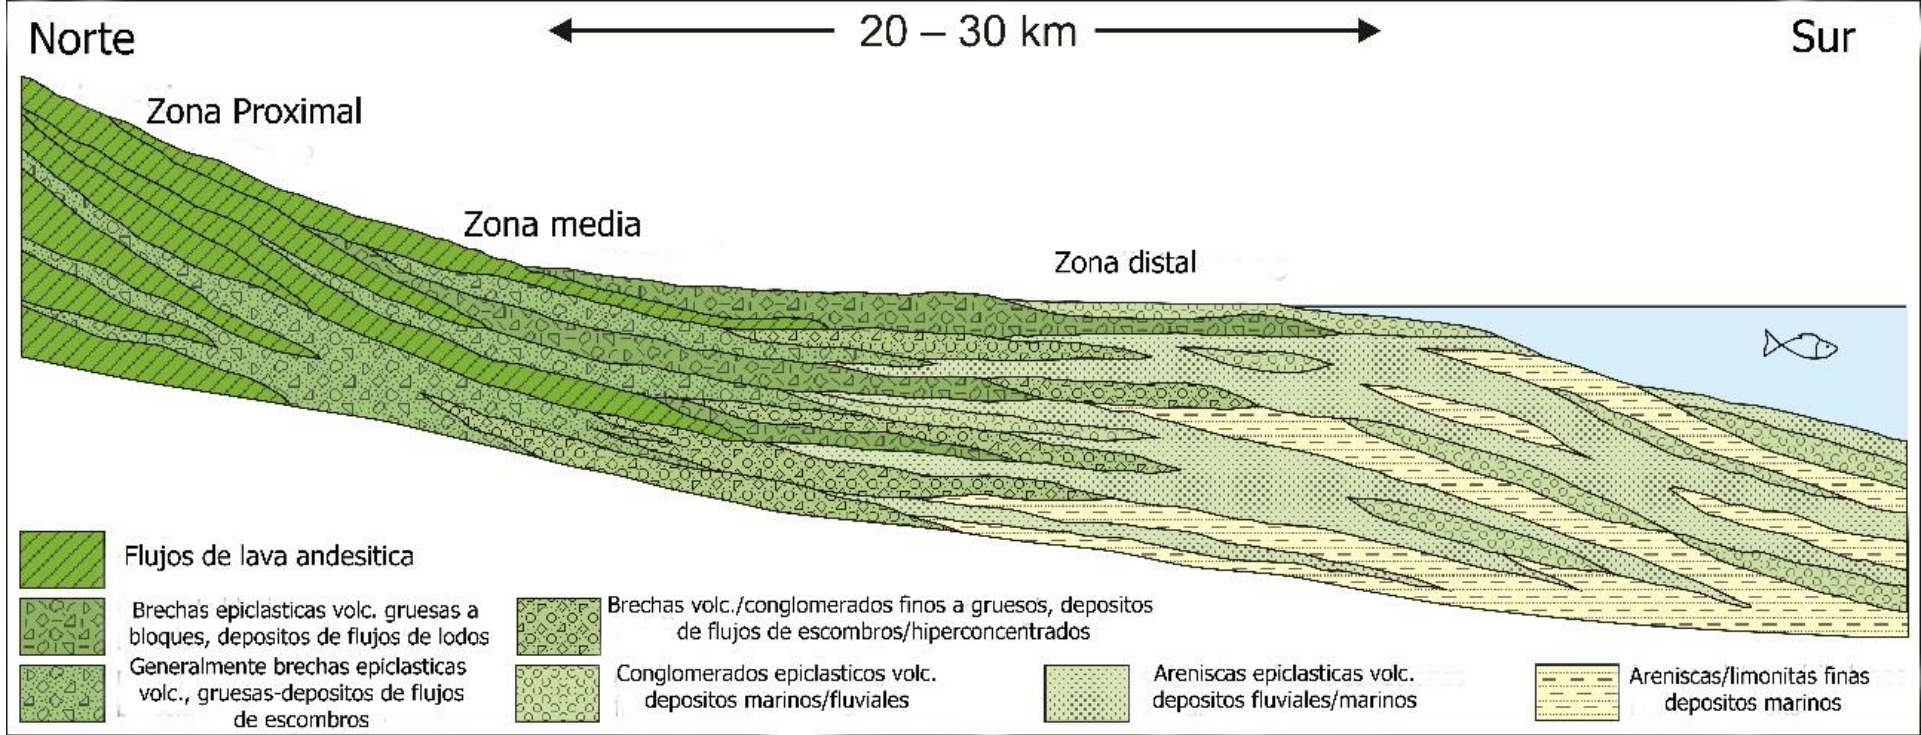 Norte
20 – 30 km
Sur
Zona Proximal
Zona media
Zona distal
Flujos de lava andesitica
Brechas epiclasticas volc. gruesas a
bloques, depositos de flujos de lodos
Generalmente brechas epiclasticas
volc., gruesas-depositos de flujos
de escombros
Brechas volc./conglomerados finos a gruesos, depositos
de flujos de escombros/hiperconcentrados
Conglomerados epiclasticos volc.
depositos marinos/fluviales
Areniscas epiclasticas volc.
depositos fluviales/marinos
Areniscas/limonitas finas
depositos marinos